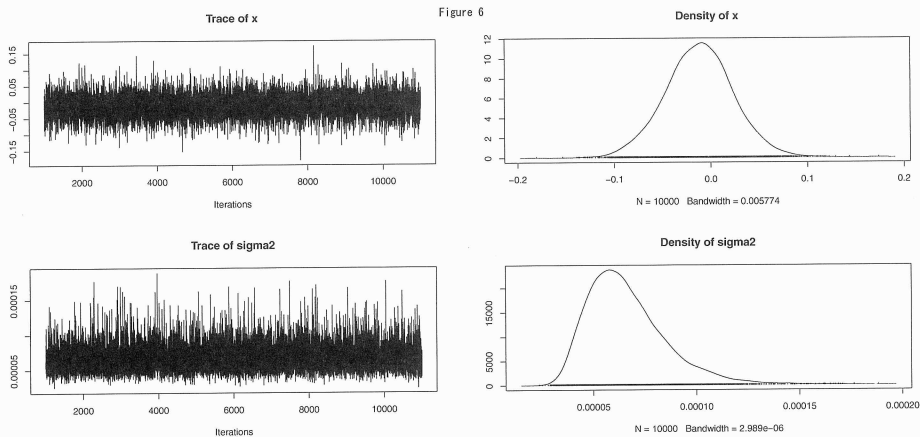 Figure 6
Trace of x
0.15
0.05
−0.05
−0.15
2000 4000 6000 8000 10000
Iterations
Density of x
12
10
8
6
4
2
0
−0.2 −0.1 0.0 0.1 0.2
N = 10000 Bandwidth = 0.005774
Trace of sigma2
0.00015
0.00005
2000 4000 6000 8000 10000
Iterations
Density of sigma2
15000
5000
0
0.00005 0.00010 0.00015 0.00020
N = 10000 Bandwidth = 2.989e−06